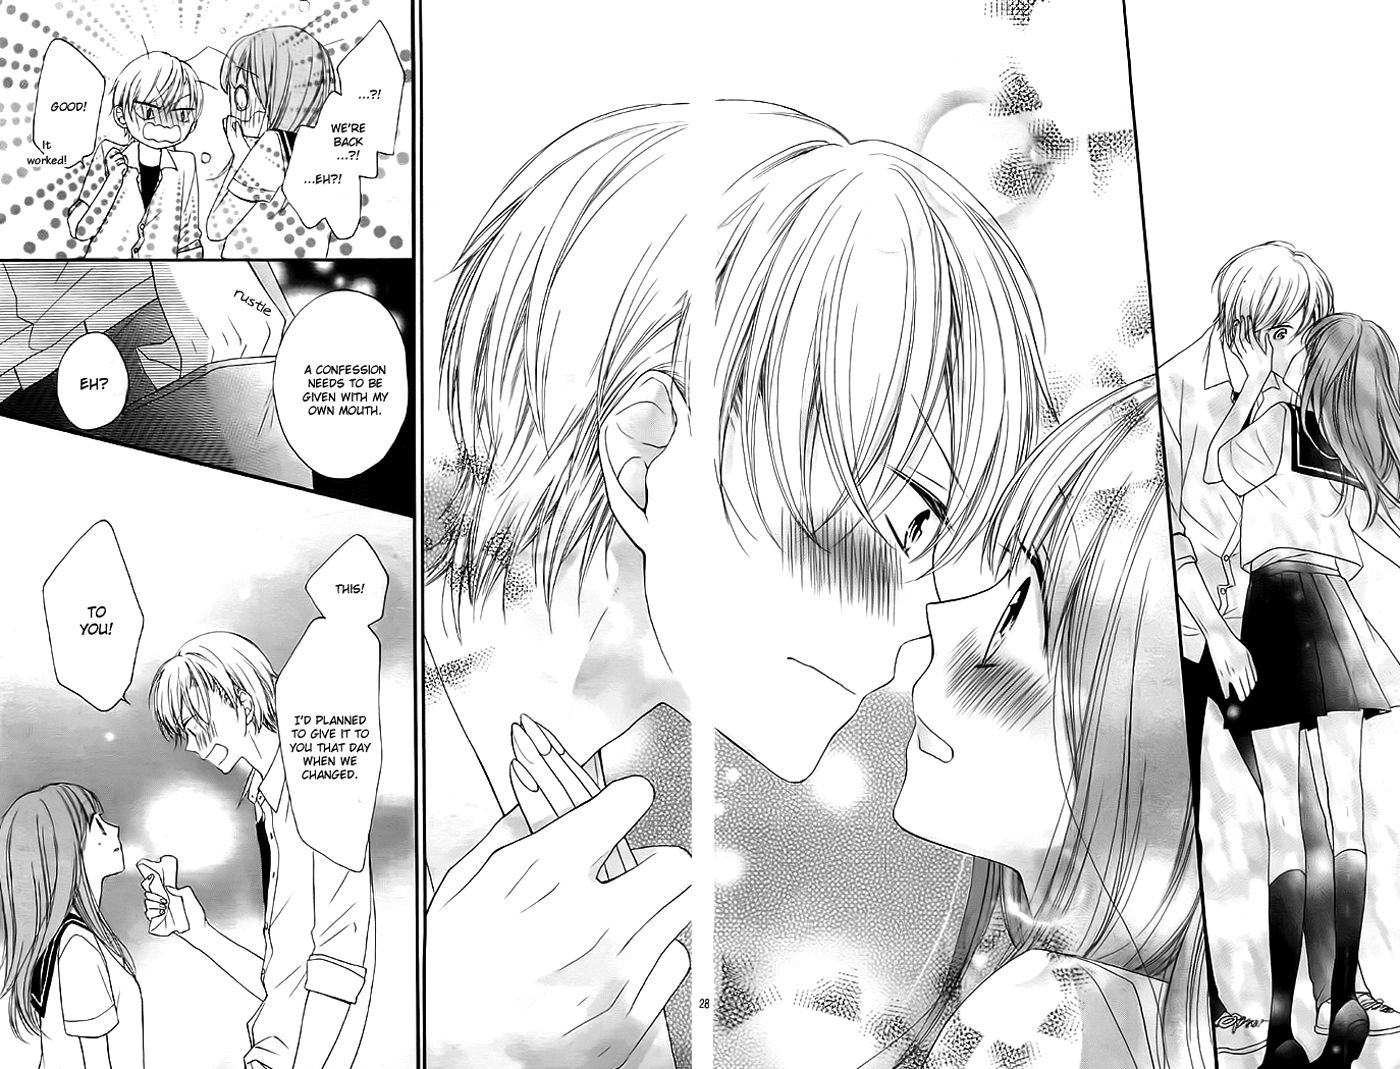 ...?!
WE'RE
BACK
...?!
...EH?!
GOOD!
It
worked!
rustle
A CONFESSION
NEEDS TO BE
GIVEN WITH MY
OWN MOUTH.
EH?
THIS!
I'D PLANNED
TO GIVE IT TO
YOU THAT DAY
WHEN WE
CHANGED.
TO
YOU!
28